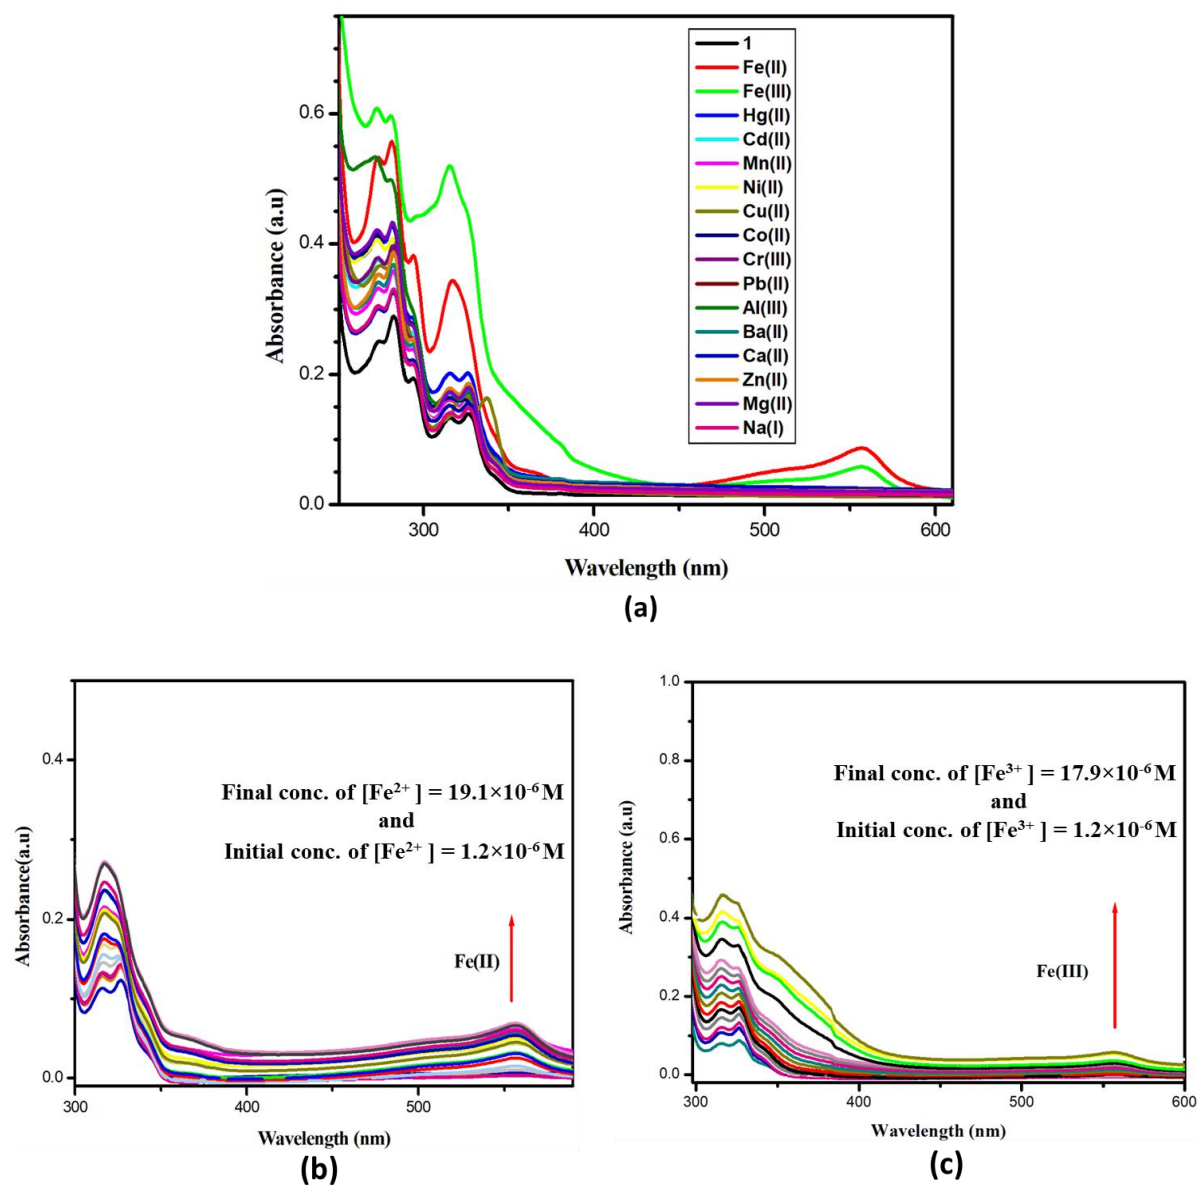 0.6
0.4
0.2
0.0
Absorbance (a.u)
1
Fe(II)
Fe(III)
Hg(II)
Cd(II)
Mn(II)
Ni(II)
Cu(II)
Co(II)
Cr(III)
Pb(II)
Al(III)
Ba(II)
Ca(II)
Zn(II)
Mg(II)
Na(I)
300 400 500 600
Wavelength (nm)
(a)
0.4
0.2
0.0
Absorbance(a.u)
Final conc. of [Fe²⁺ ] = 19.1×10⁻⁶ M
and
Initial conc. of [Fe²⁺ ] = 1.2×10⁻⁶ M
Fe(II)
300 400 500
Wavelength (nm)
(b)
1.0
0.8
0.6
0.4
0.2
0.0
Absorbance (a.u)
Final conc. of [Fe³⁺ ] = 17.9×10⁻⁶ M
and
Initial conc. of [Fe³⁺ ] = 1.2×10⁻⁶ M
Fe(III)
300 400 500 600
Wavelength (nm)
(c)